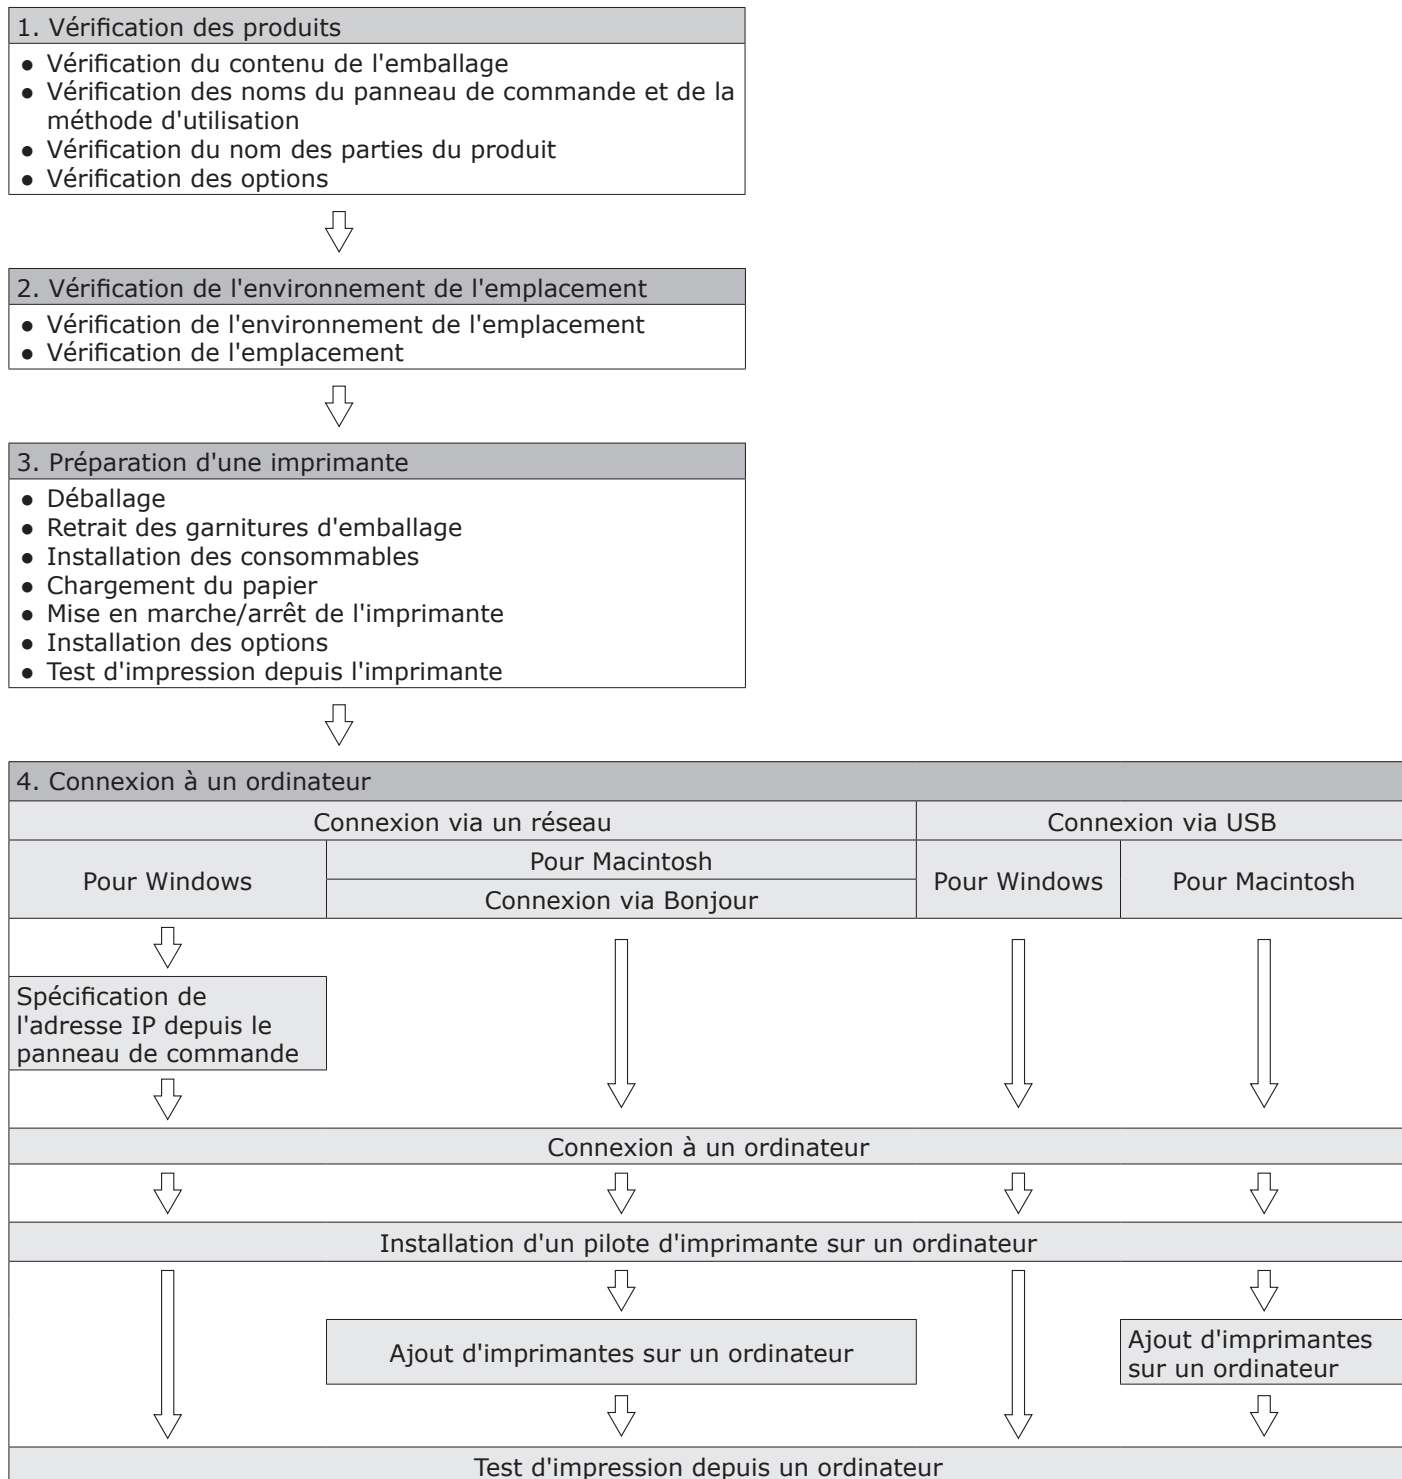 1. Vérification des produits
● Vérification du contenu de l'emballage
● Vérification des noms du panneau de commande et de la
méthode d'utilisation
● Vérification du nom des parties du produit
● Vérification des options
2. Vérification de l'environnement de l'emplacement
● Vérification de l'environnement de l'emplacement
● Vérification de l'emplacement
3. Préparation d'une imprimante
● Déballage
● Retrait des garnitures d'emballage
● Installation des consommables
● Chargement du papier
● Mise en marche/arrêt de l'imprimante
● Installation des options
● Test d'impression depuis l'imprimante
4. Connexion à un ordinateur
Connexion via un réseau
Connexion via USB
Pour Windows
Pour Macintosh
Connexion via Bonjour
Pour Windows
Pour Macintosh
Spécification de
l'adresse IP depuis le
panneau de commande
Connexion à un ordinateur
Installation d'un pilote d'imprimante sur un ordinateur
Ajout d'imprimantes sur un ordinateur
Ajout d'imprimantes
sur un ordinateur
Test d'impression depuis un ordinateur